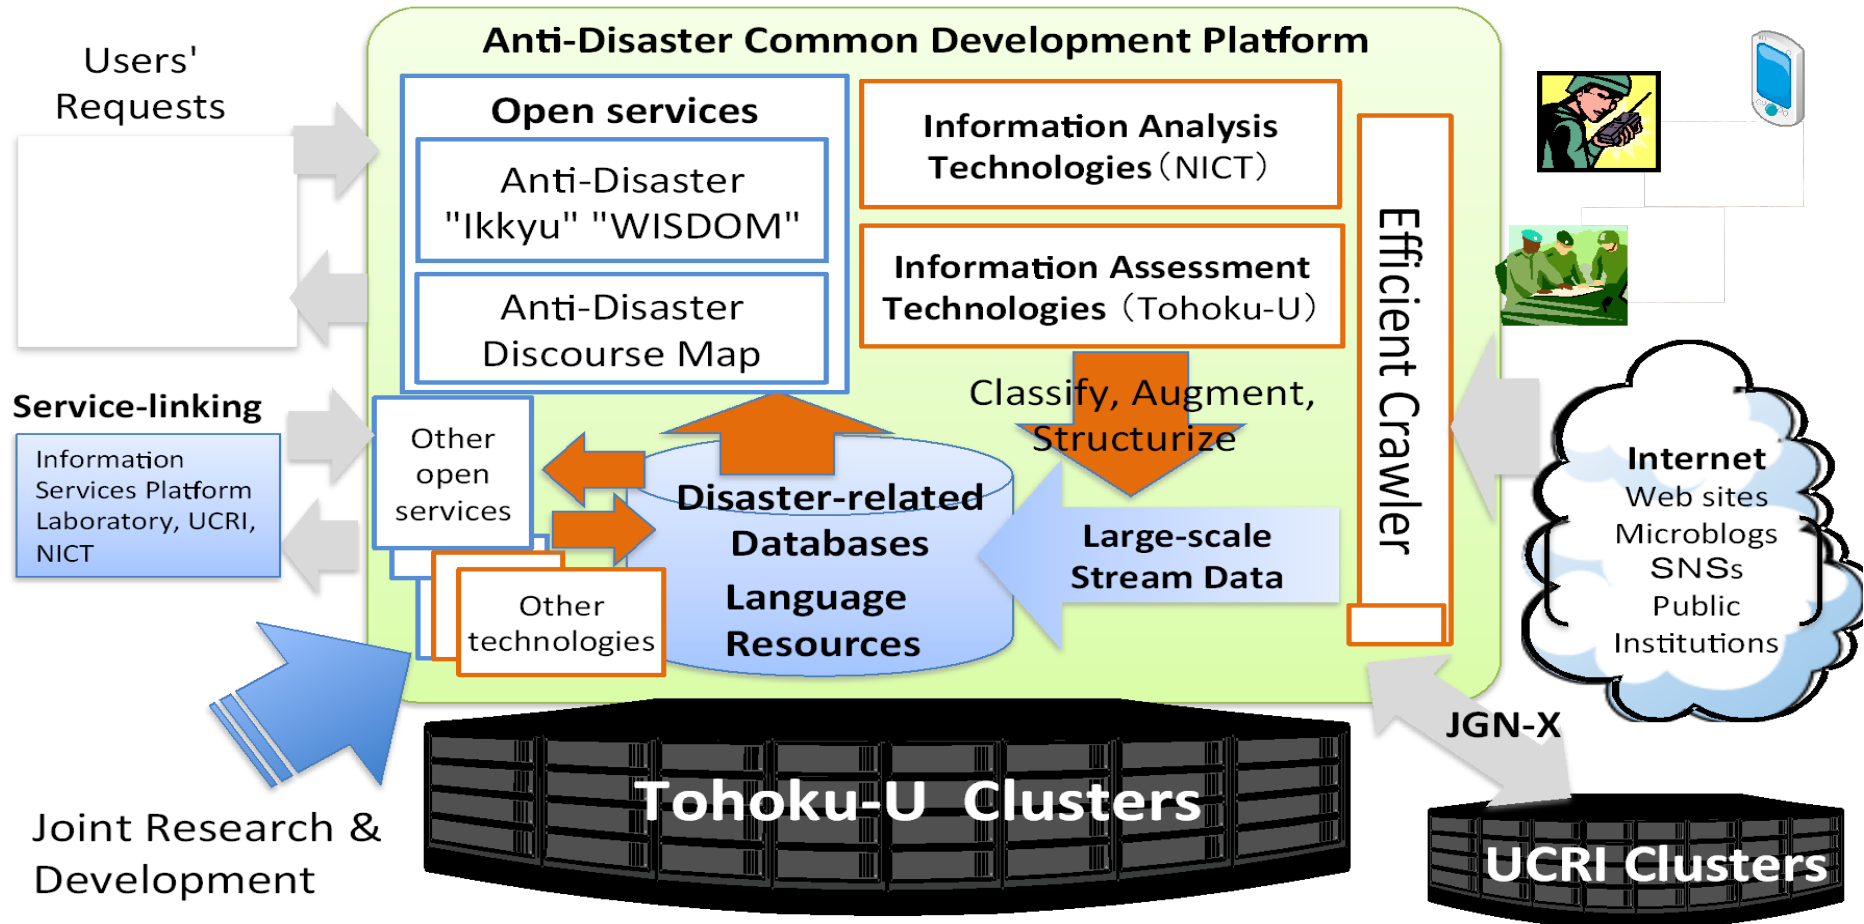 Anti-Disaster Common Development Platform
Users'
Requests
Open services
Anti-Disaster
"Ikkyu" "WISDOM"
Anti-Disaster
Discourse Map
Information Analysis
Technologies（NICT）
Information Assessment
Technologies（Tohoku-U）
Efficient Crawler
Classify, Augment,
Structurize
Service-linking
Information
Services Platform
Laboratory, UCRI,
NICT
Other
open
services
Other
technologies
Disaster-related
Databases
Language
Resources
Large-scale
Stream Data
Internet
Web sites
Microblogs
SNSs
Public
Institutions
JGN-X
Joint Research &
Development
Tohoku-U Clusters
UCRI Clusters